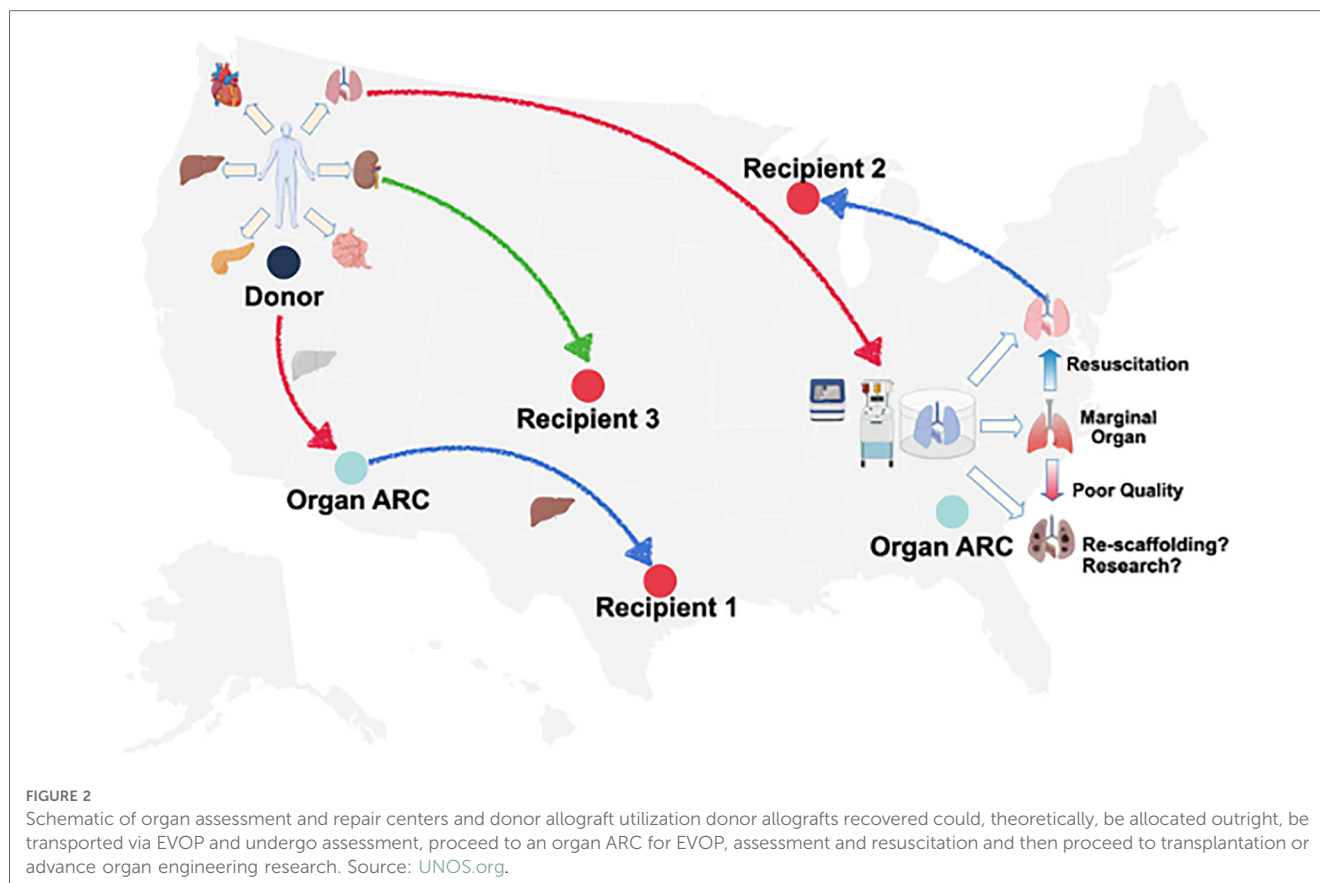 Recipient 2
Donor
Resuscitation
Recipient 3
Marginal
Organ
Organ ARC
Poor Quality
Organ ARC
Re-scaffolding?
Research?
Recipient 1
FIGURE 2
Schematic of organ assessment and repair centers and donor allograft utilization donor allografts recovered could, theoretically, be allocated outright, be
transported via EVOP and undergo assessment, proceed to an organ ARC for EVOP, assessment and resuscitation and then proceed to transplantation or
advance organ engineering research. Source: UNOS.org.